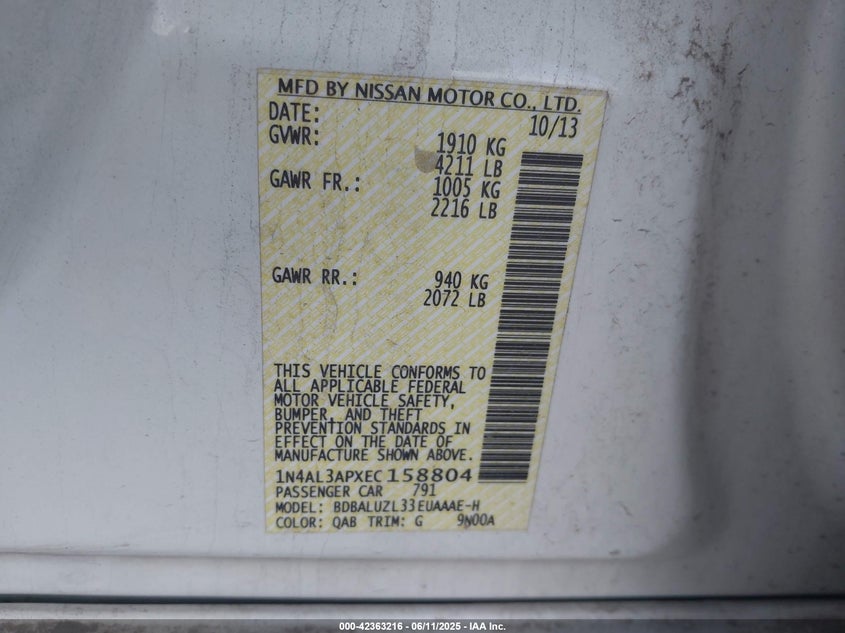 MFD BY NISSAN MOTOR CO., LTD.
DATE: 10/13
GVWR: 1910 KG
4211 LB
GAWR FR.: 1005 KG
2216 LB
GAWR RR.: 940 KG
2072 LB
THIS VEHICLE CONFORMS TO
ALL APPLICABLE FEDERAL
MOTOR VEHICLE SAFETY,
BUMPER, AND THEFT
PREVENTION STANDARDS IN
EFFECT ON THE DATE OF
MANUFACTURE SHOWN ABOVE.
1N4AL3APXEC158804
PASSENGER CAR 791
MODEL: BDBALUZL33EUAAAE-H
COLOR: QAB TRIM: G 9N00A
000-42363216 - 06/11/2025 - IAA Inc.